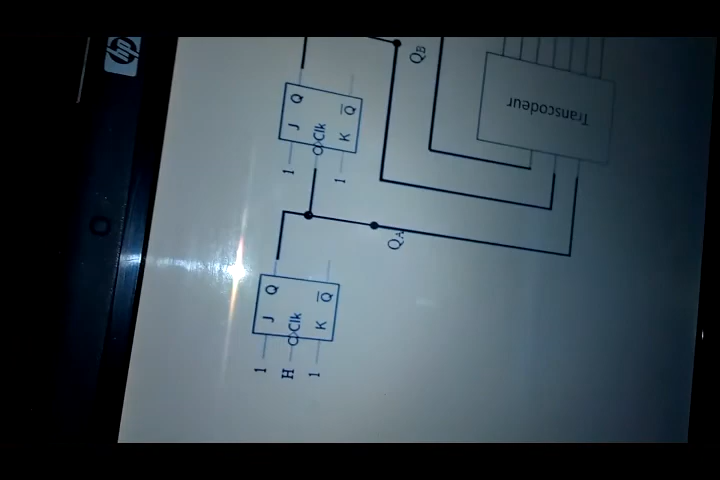 hp
1 J Q
H Clk
1 K Q̅
Q_A
1 J Q
Clk
1 K Q̅
Q_B
Transcodeur